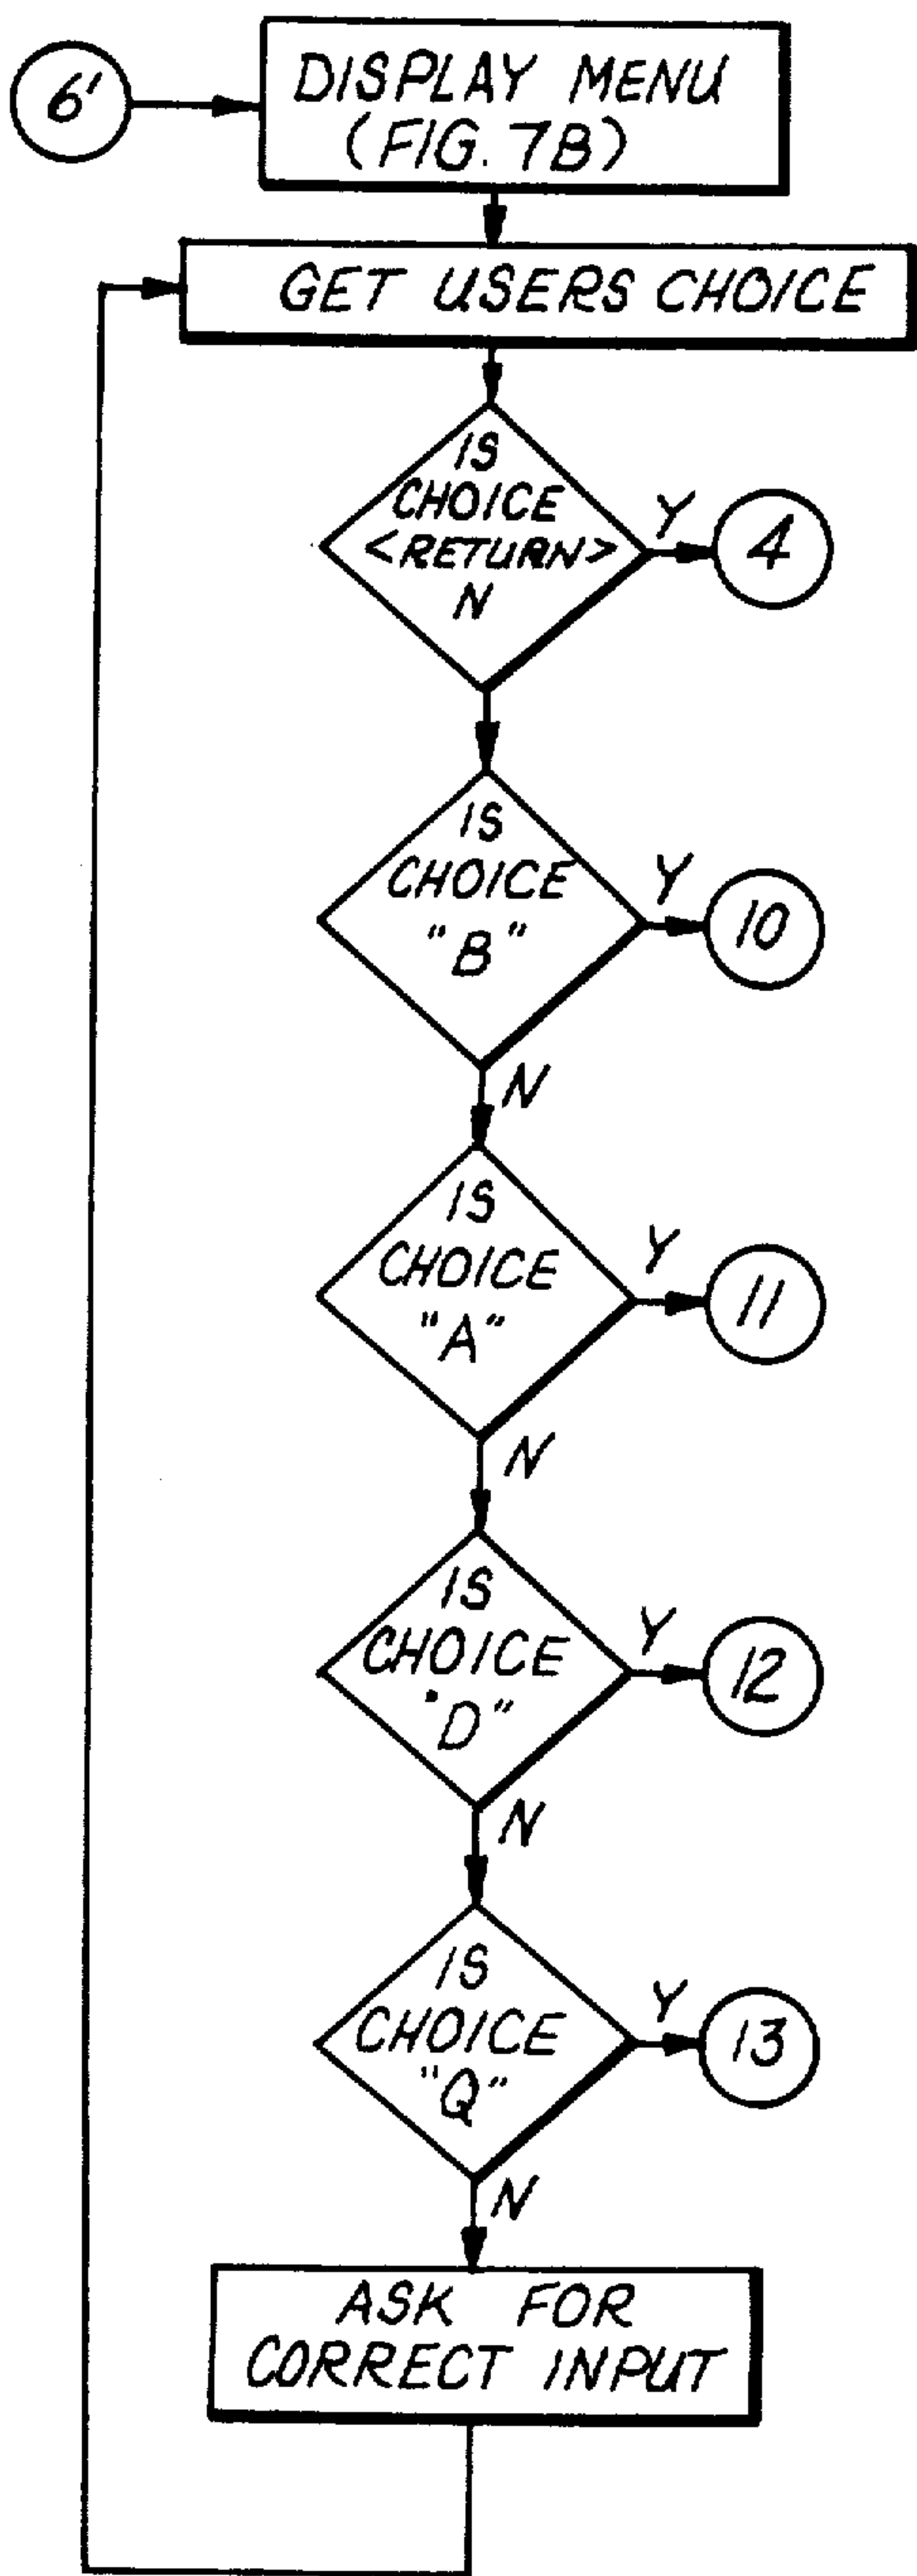 6'
DISPLAY MENU
(FIG. 7B)
GET USERS CHOICE
IS
CHOICE
<RETURN>
N
Y
4
IS
CHOICE
"B"
Y
10
N
IS
CHOICE
"A"
Y
11
N
IS
CHOICE
"D"
Y
12
N
IS
CHOICE
"Q"
Y
13
N
ASK FOR
CORRECT INPUT